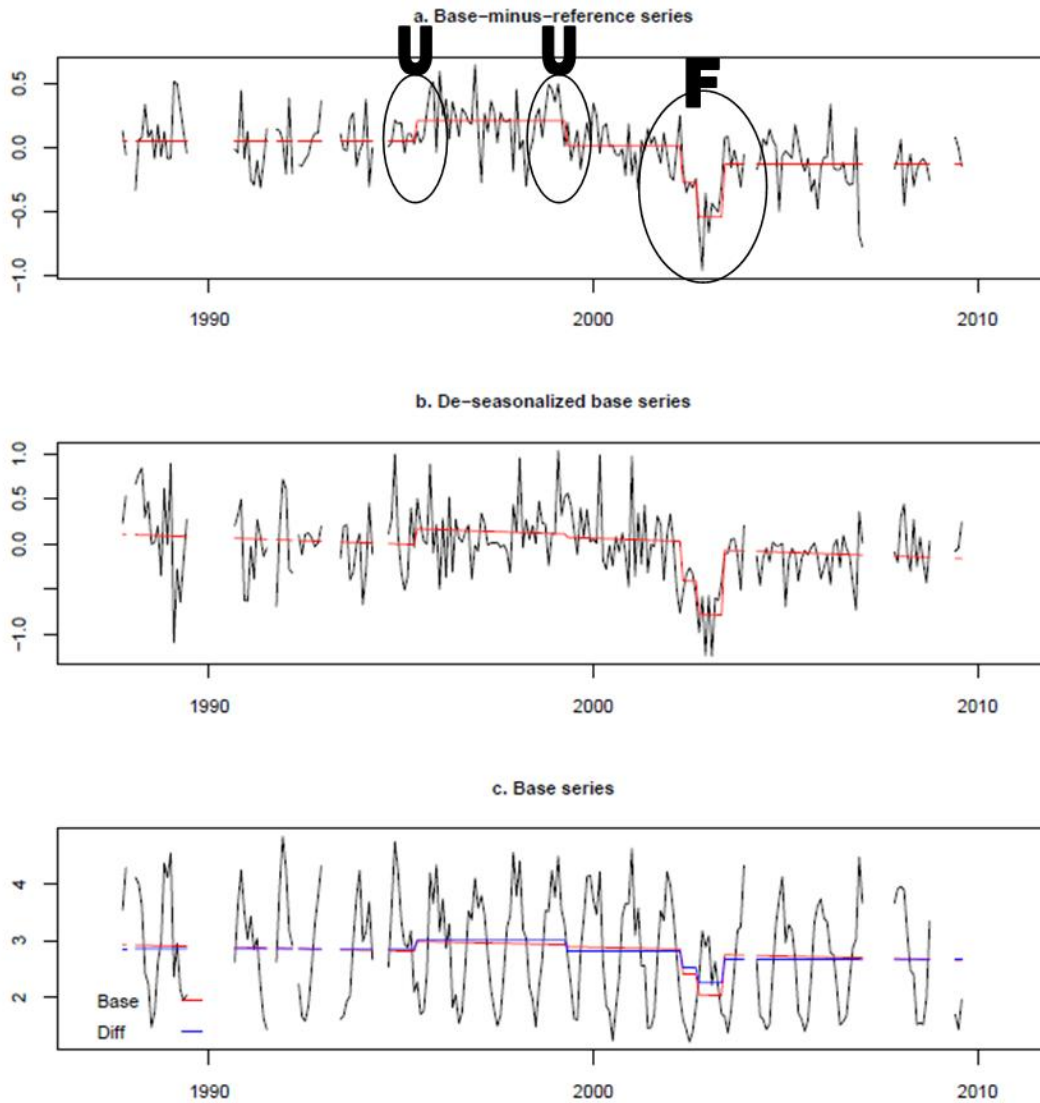 a. Base−minus−reference series
U U F
0.5
0.0
−0.5
−1.0
1990 2000 2010
b. De−seasonalized base series
1.0
0.5
0.0
−1.0
1990 2000 2010
c. Base series
4
3
2
Base
Diff
1990 2000 2010